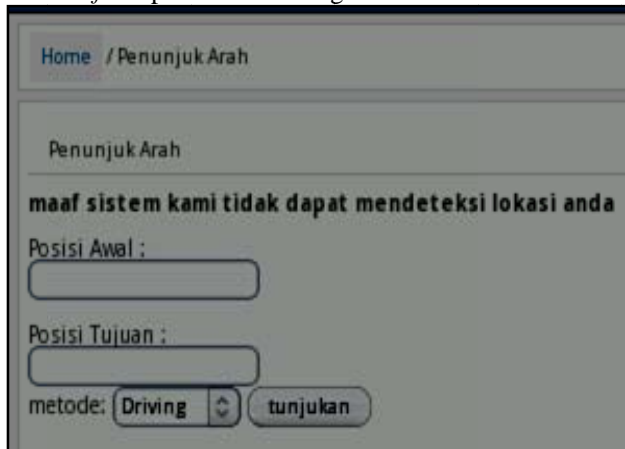 Home / Penunjuk Arah
Penunjuk Arah
maaf sistem kami tidak dapat mendeteksi lokasi anda
Posisi Awal :
Posisi Tujuan :
metode: Driving tunjukan